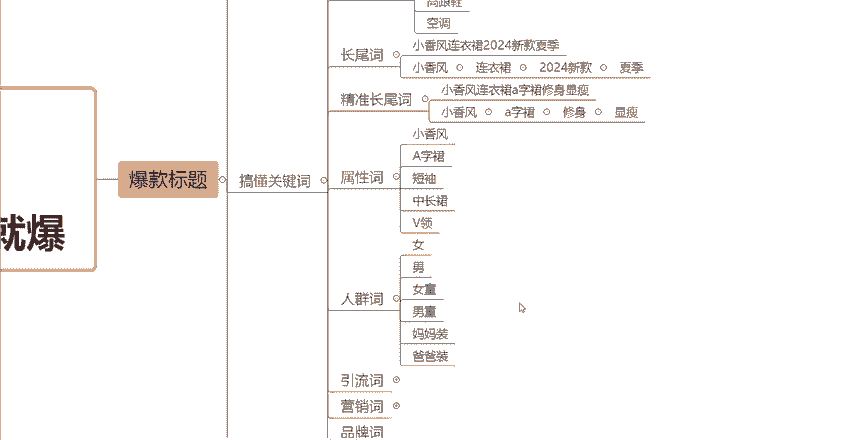 高跟鞋
空调
长尾词
小香风连衣裙2024新款夏季
小香风 连衣裙 2024新款 夏季
精准长尾词
小香风连衣裙a字裙修身显瘦
小香风 a字裙 修身 显瘦
爆款标题
搞懂关键词
属性词
小香风
A字裙
短袖
中长裙
V领
就爆
人群词
女
男
女童
男童
妈妈装
爸爸装
引流词
营销词
品牌词